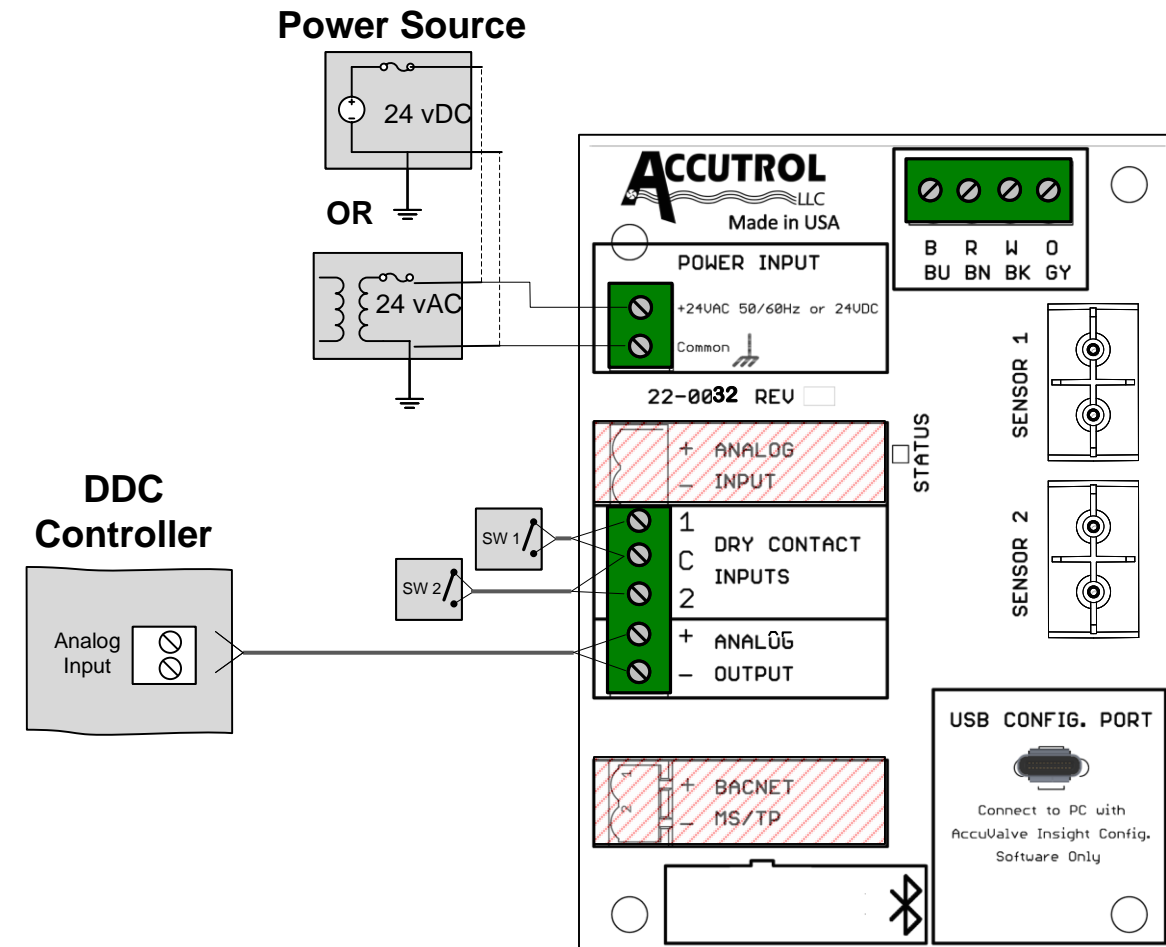 Power Source
24 vDC
OR
24 vAC
ACCUTROL
LLC
Made in USA
B R W O
BU BN BK GY
POWER INPUT
+24VAC 50/60Hz or 24VDC
Common
22-0032 REV
SENSOR 1
STATUS
+ ANALOG
- INPUT
DDC
Controller
Analog
Input
SW 1
SW 2
1
C
2
DRY CONTACT
INPUTS
+ ANALOG
- OUTPUT
SENSOR 2
USB CONFIG. PORT
Connect to PC with
AccuValve Insight Config.
Software Only
1
2
+ BACNET
- MS/TP